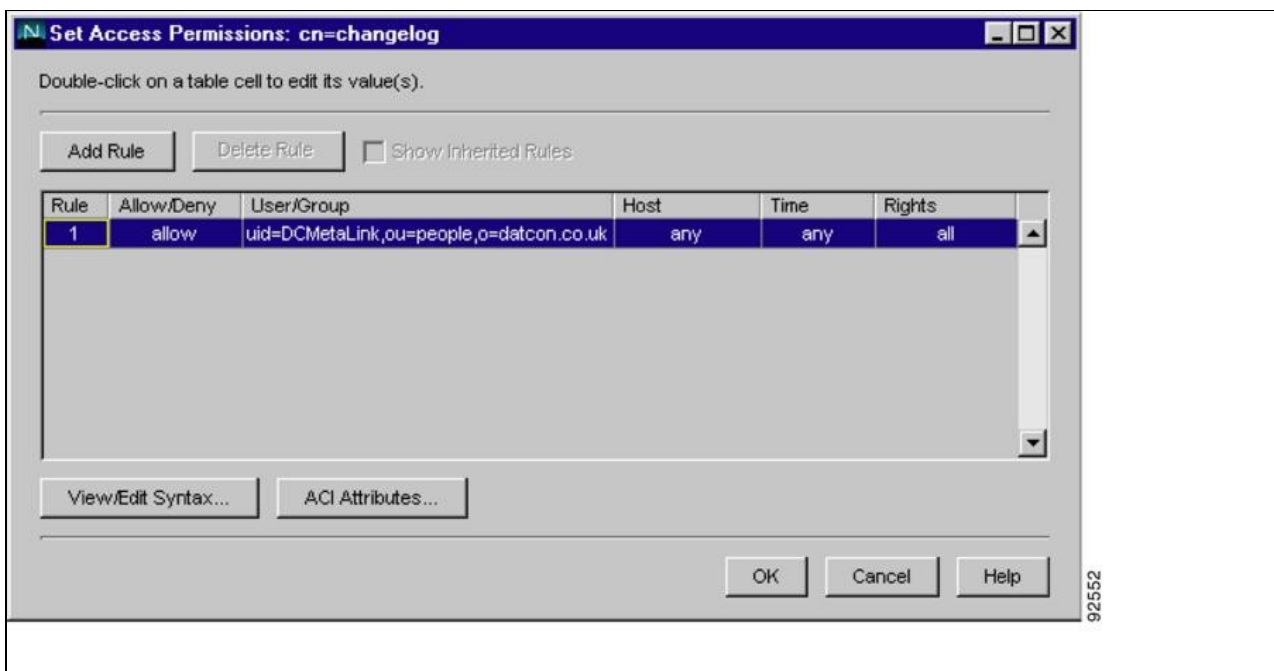 N Set Access Permissions: cn=changelog
Double-click on a table cell to edit its value(s).
Add Rule Delete Rule Show Inherited Rules
Rule Allow/Deny User/Group Host Time Rights
1 allow uid=DCMetaLink,ou=people,o=datcon.co.uk any any all
View/Edit Syntax... ACI Attributes...
OK Cancel Help
92552